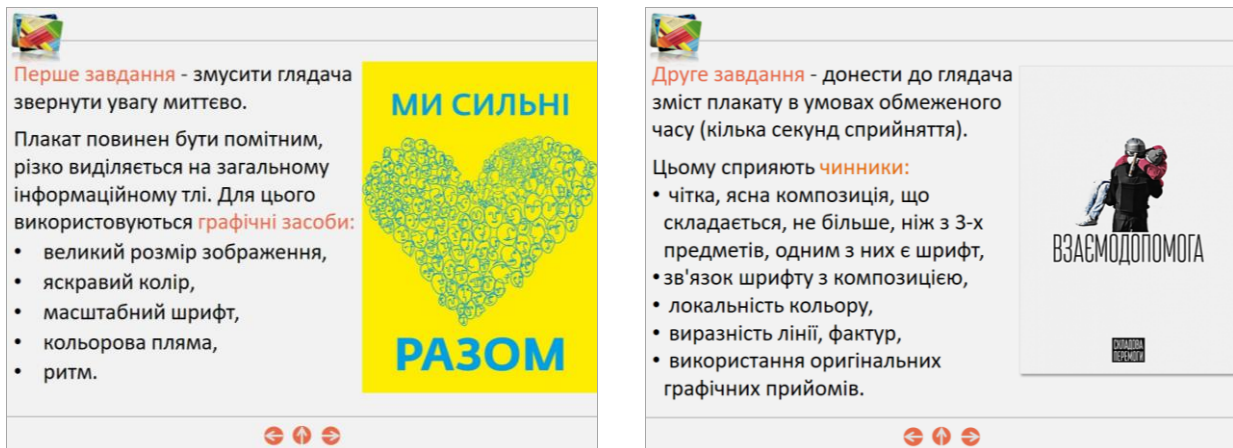 Перше завдання - змусити глядача
звернути увагу миттєво.
Плакат повинен бути помітним,
різко виділяється на загальному
інформаційному тлі. Для цього
використовуються графічні засоби:
• великий розмір зображення,
• яскравий колір,
• масштабний шрифт,
• кольорова пляма,
• ритм.
МИ СИЛЬНІ
РАЗОМ
Друге завдання - донести до глядача
зміст плакату в умовах обмеженого
часу (кілька секунд сприйняття).
Цьому сприяють чинники:
• чітка, ясна композиція, що
складається, не більше, ніж з 3-х
предметів, одним з них є шрифт,
• зв'язок шрифту з композицією,
• локальність кольору,
• виразність лінії, фактур,
• використання оригінальних
графічних прийомів.
ВЗАЄМОДОПОМОГА
СКЛАДОВА
ПЕРЕМОГИ